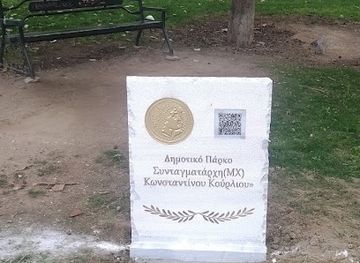 Δημοτικό Πάρκο
Συνταγματάρχη(ΜΧ)
Κωνσταντίνου Κούρλιου»